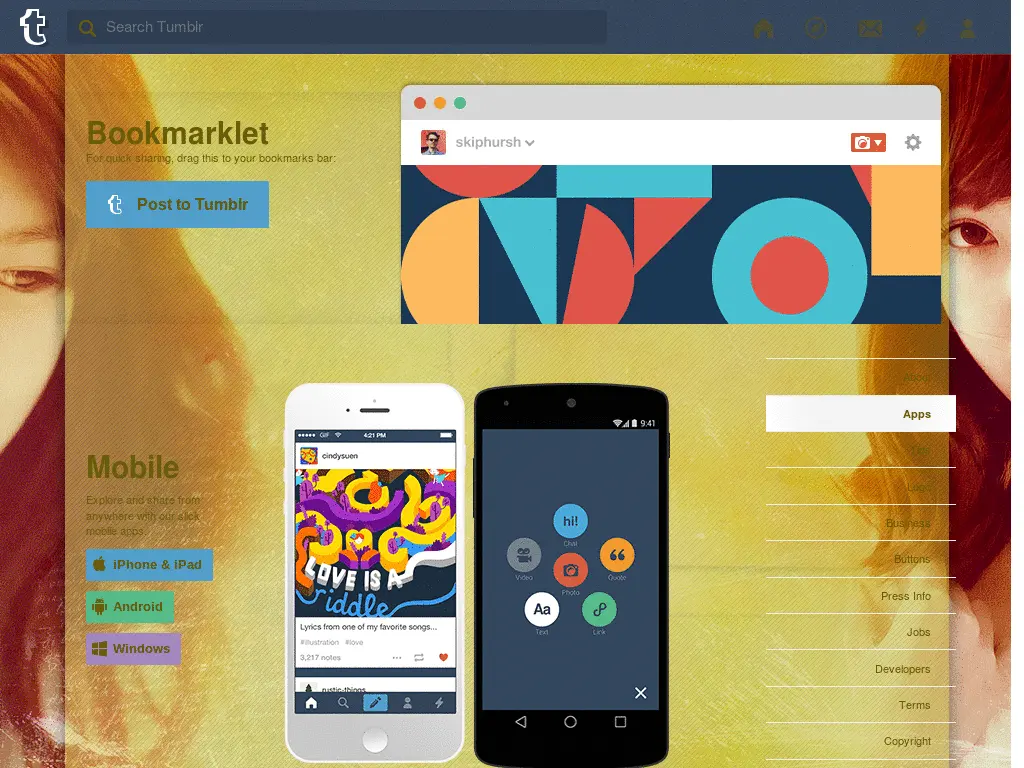 Search Tumblr
Bookmarklet
For quick sharing, drag this to your bookmarks bar:
Post to Tumblr
skiphursh
About
Apps
Logo
Business
Buttons
Press Info
Jobs
Developers
Terms
Copyright
Mobile
Explore and share from
anywhere with our slick
mobile apps.
iPhone & iPad
Android
Windows
GIF
4:21 PM
cindysuen
LOVE IS A
riddle
Lyrics from one of my favorite songs...
#illustration #love
3,217 notes
rustic-things
9:41
hi!
Chat
Video
Quote
Photo
Aa
Text
Link